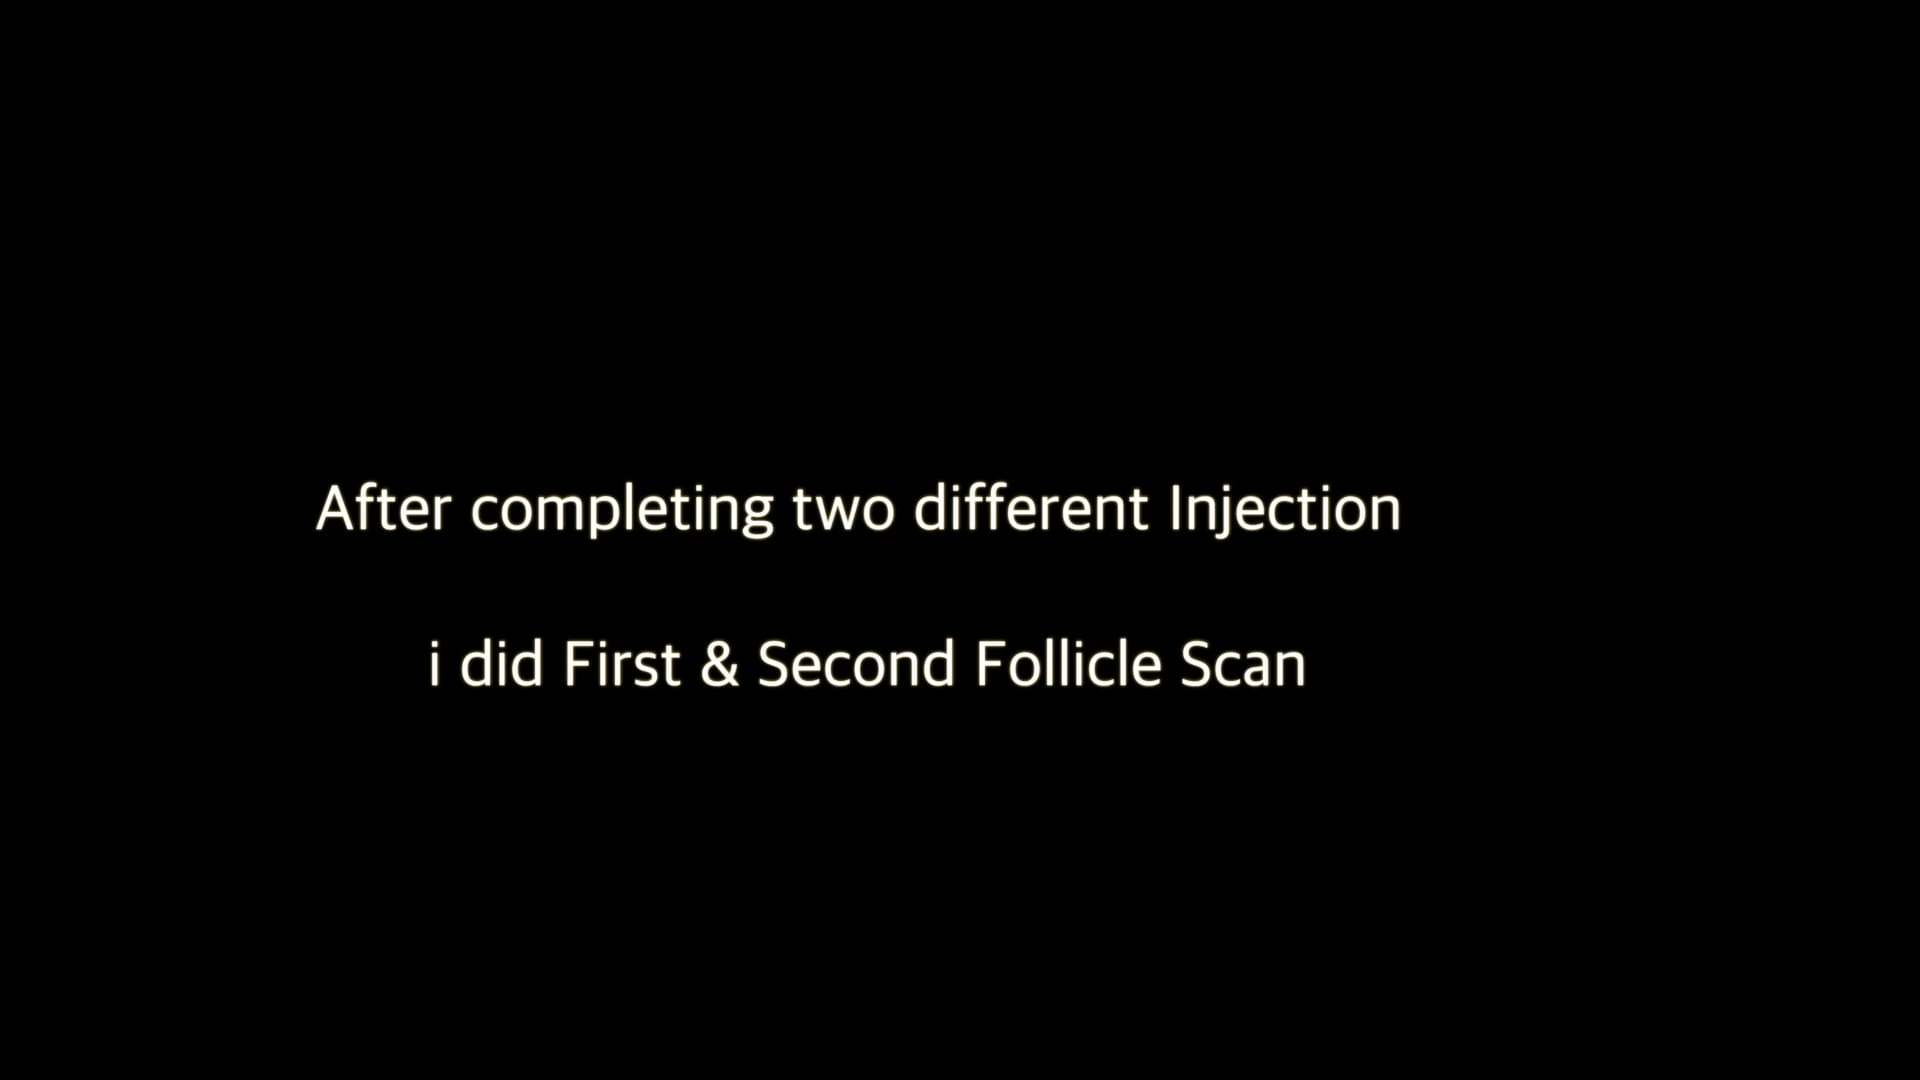 After completing two different Injection
i did First & Second Follicle Scan